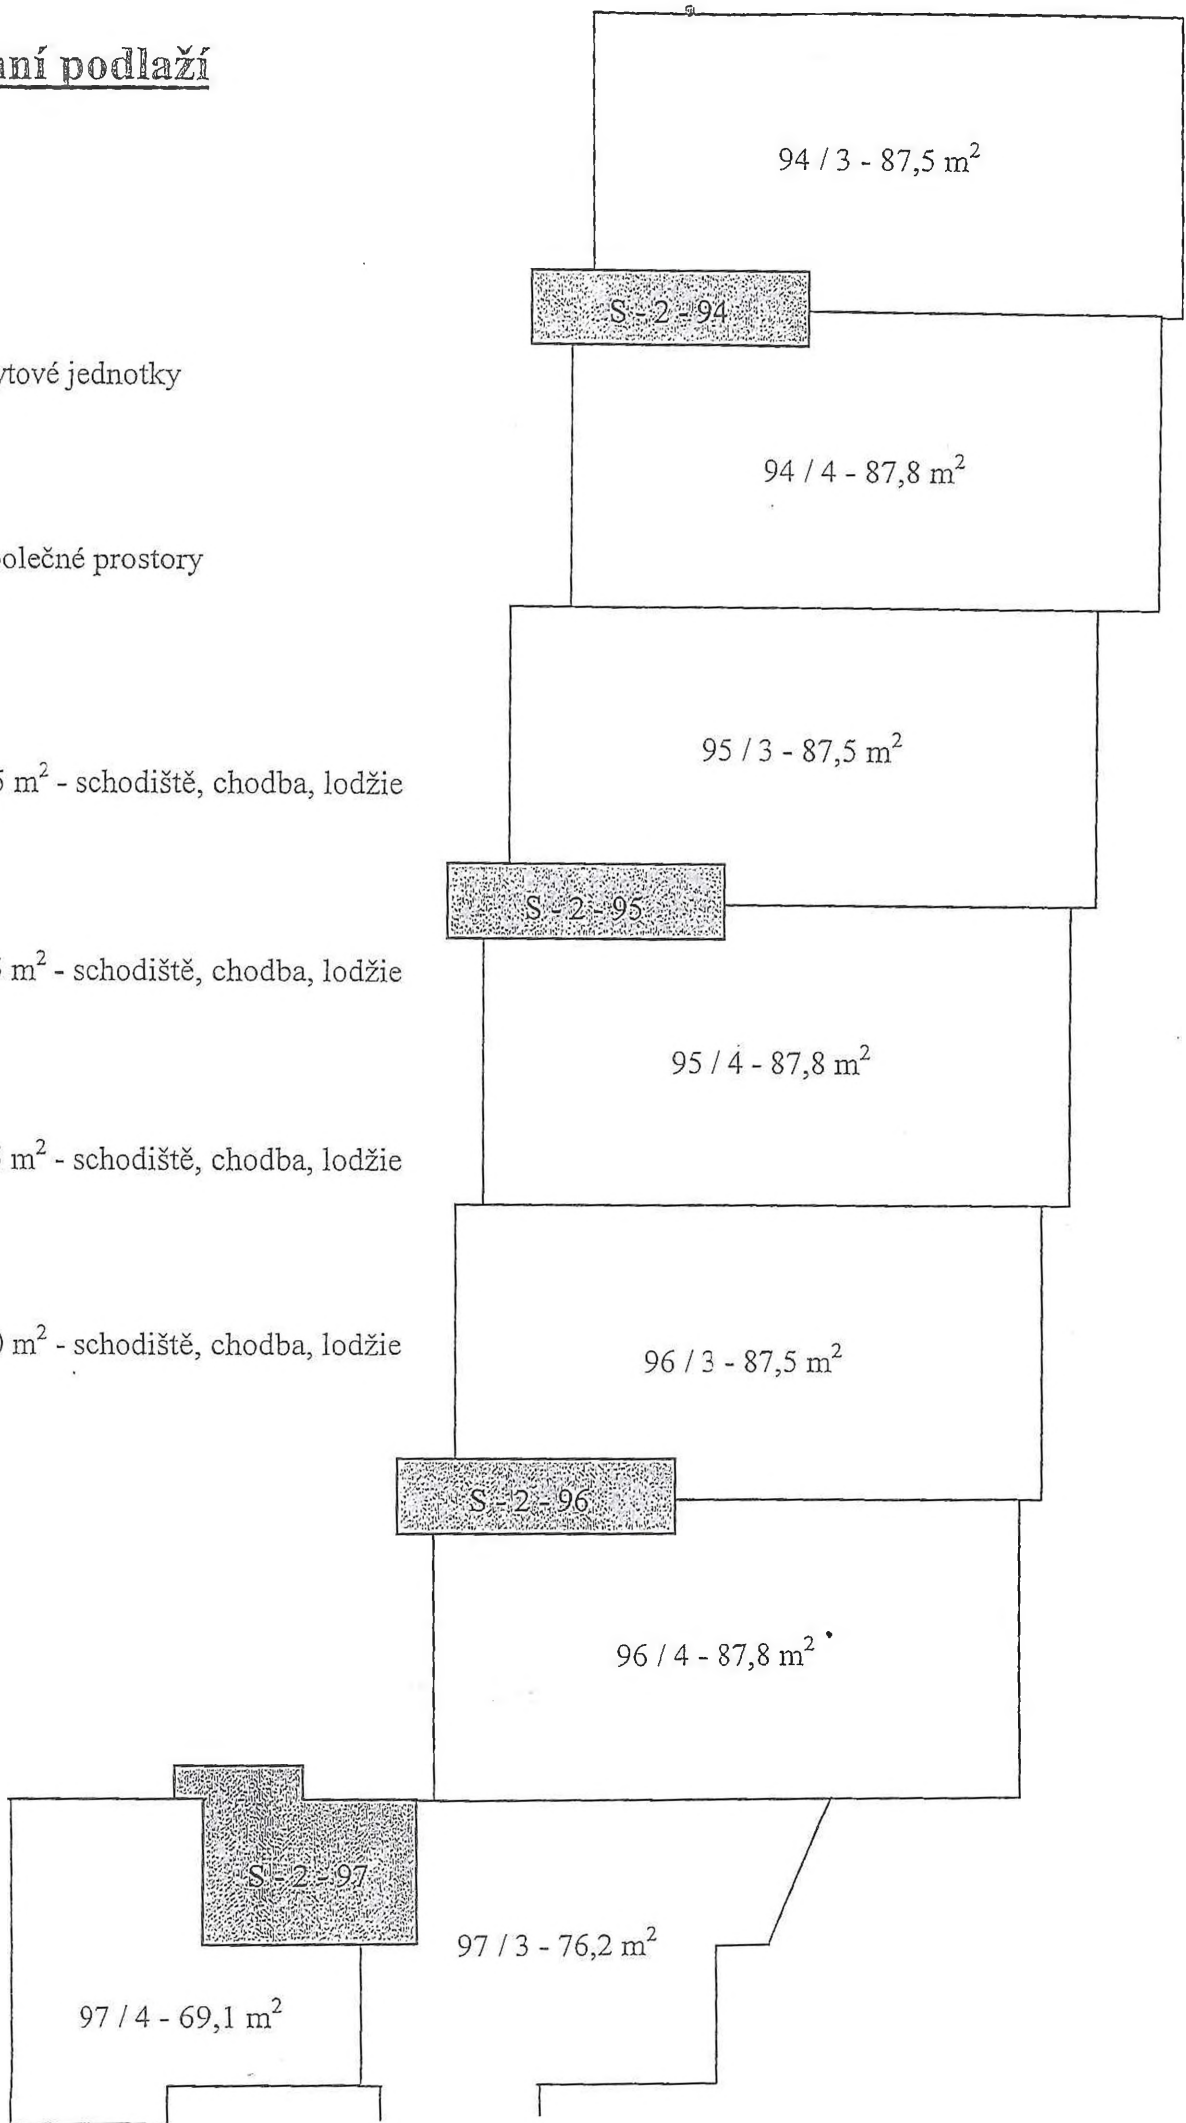 ní podlaží
94 / 3 - 87,5 m²
S - 2 - 94
tové jednotky
94 / 4 - 87,8 m²
olečné prostory
95 / 3 - 87,5 m²
m² - schodiště, chodba, lodžie
S - 2 - 95
m² - schodiště, chodba, lodžie
95 / 4 - 87,8 m²
m² - schodiště, chodba, lodžie
m² - schodiště, chodba, lodžie
96 / 3 - 87,5 m²
S - 2 - 96
96 / 4 - 87,8 m²
S - 2 - 97
97 / 3 - 76,2 m²
97 / 4 - 69,1 m²